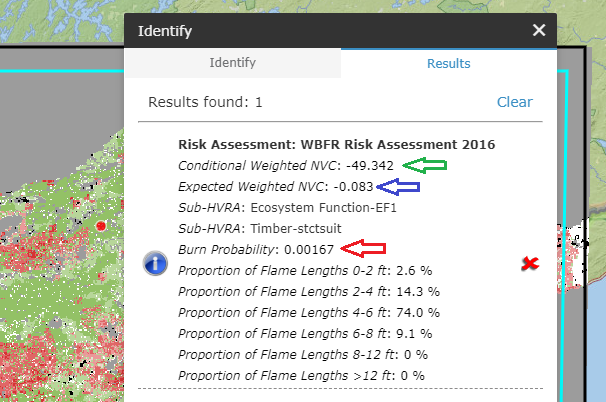 Identify
Identify
Results
Results found: 1
Clear
Risk Assessment: WBFR Risk Assessment 2016
Conditional Weighted NVC: -49.342
Expected Weighted NVC: -0.083
Sub-HVRA: Ecosystem Function-EF1
Sub-HVRA: Timber-stctsuit
Burn Probability: 0.00167
Proportion of Flame Lengths 0-2 ft: 2.6 %
Proportion of Flame Lengths 2-4 ft: 14.3 %
Proportion of Flame Lengths 4-6 ft: 74.0 %
Proportion of Flame Lengths 6-8 ft: 9.1 %
Proportion of Flame Lengths 8-12 ft: 0 %
Proportion of Flame Lengths >12 ft: 0 %